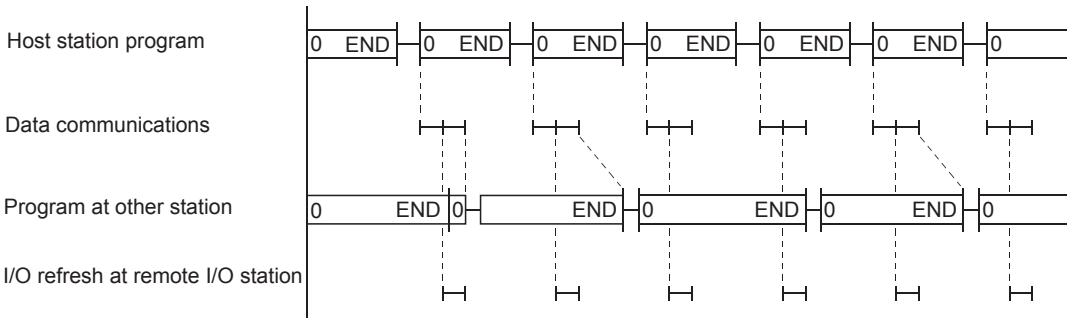 Host station program
0 END 0 END 0 END 0 END 0 END 0 END 0
Data communications
Program at other station
0 END 0 END 0 END 0 END 0
I/O refresh at remote I/O station